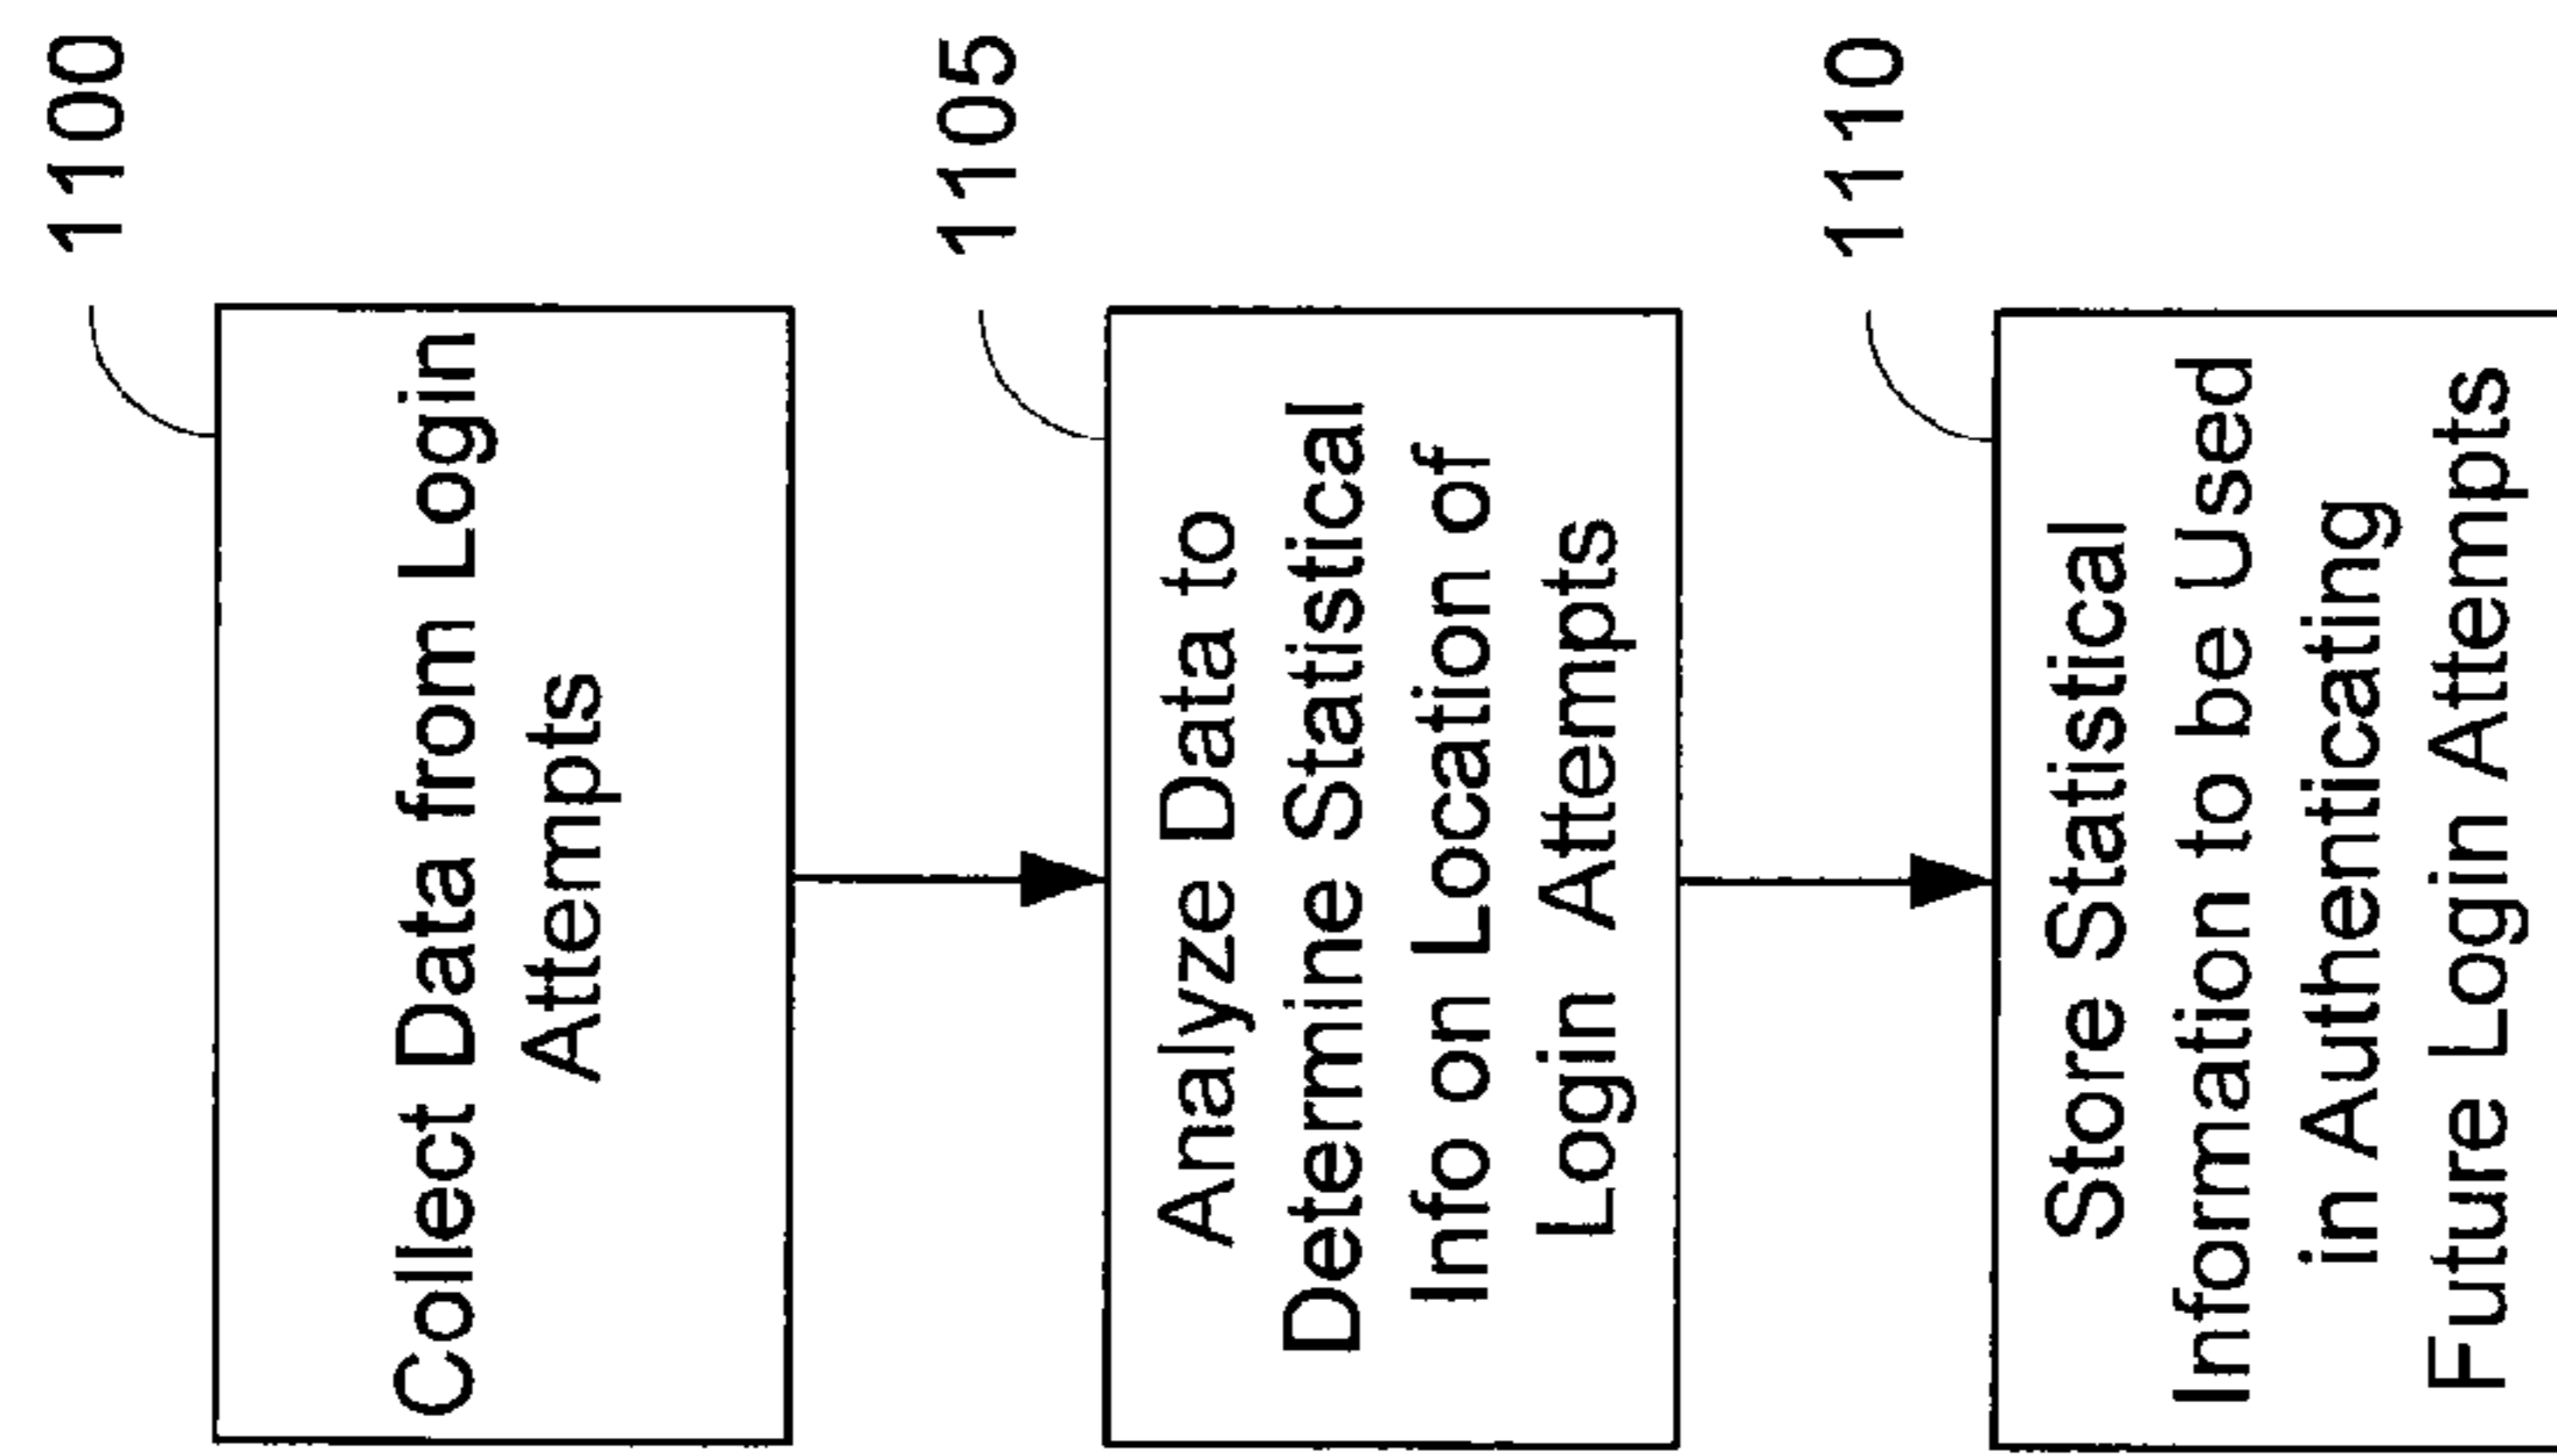 1100
Collect Data from Login
Attempts
1105
Analyze Data to
Determine Statistical
Info on Location of
Login Attempts
1110
Store Statistical
Information to be Used
in Authenticating
Future Login Attempts